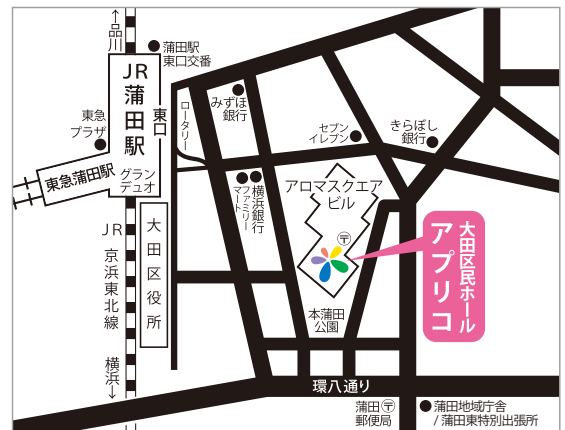 ←品川
蒲田駅
東口交番
JR蒲田駅
東口
東急
プラザ
グラン
デュオ
東急蒲田駅
ロータリー
みずほ
銀行
セブン
イレブン
きらぼし
銀行
ファミリー
マート
横浜銀行
アロマスクエア
ビル
〒
大田区民ホール
アプリコ
大田区役所
JR
京浜東北線
横浜→
本蒲田
公園
環八通り
蒲田〒
郵便局
蒲田地域庁舎
/ 蒲田東特別出張所